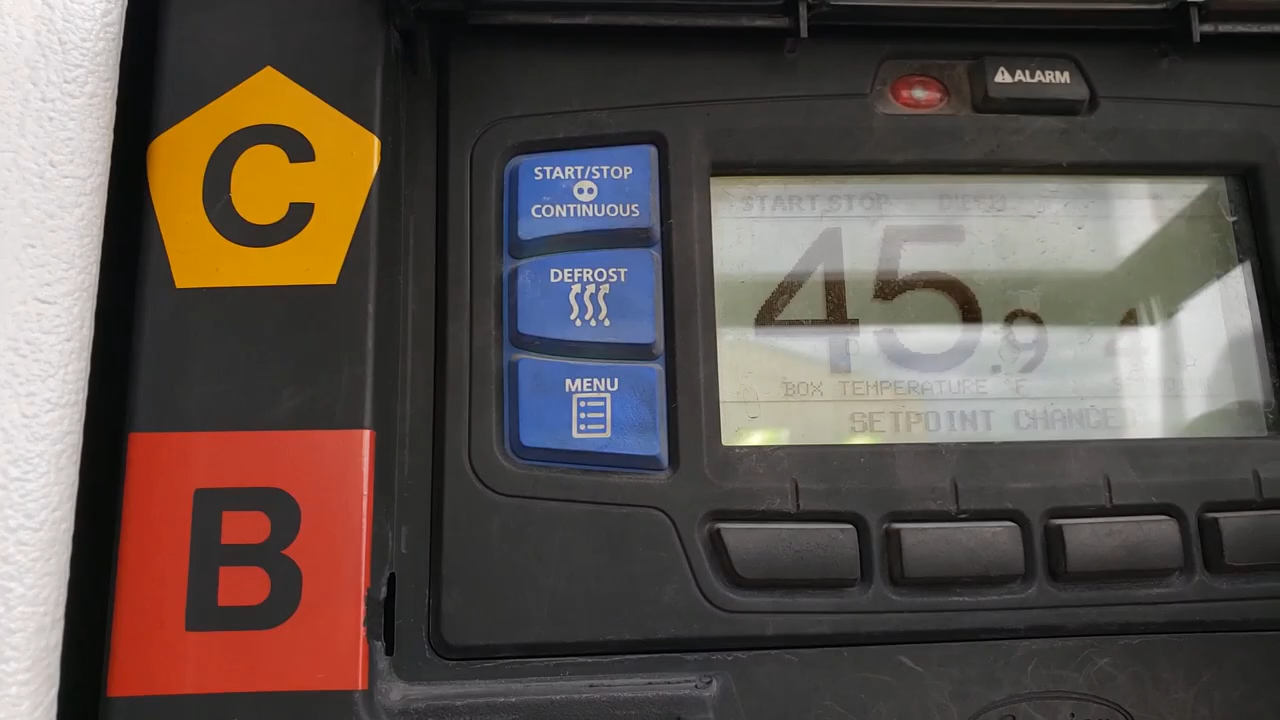 C
B
START/STOP
CONTINUOUS
DEFROST
MENU
ALARM
START STOP
45.9
BOX TEMPERATURE °F
SETPOINT CHANGED